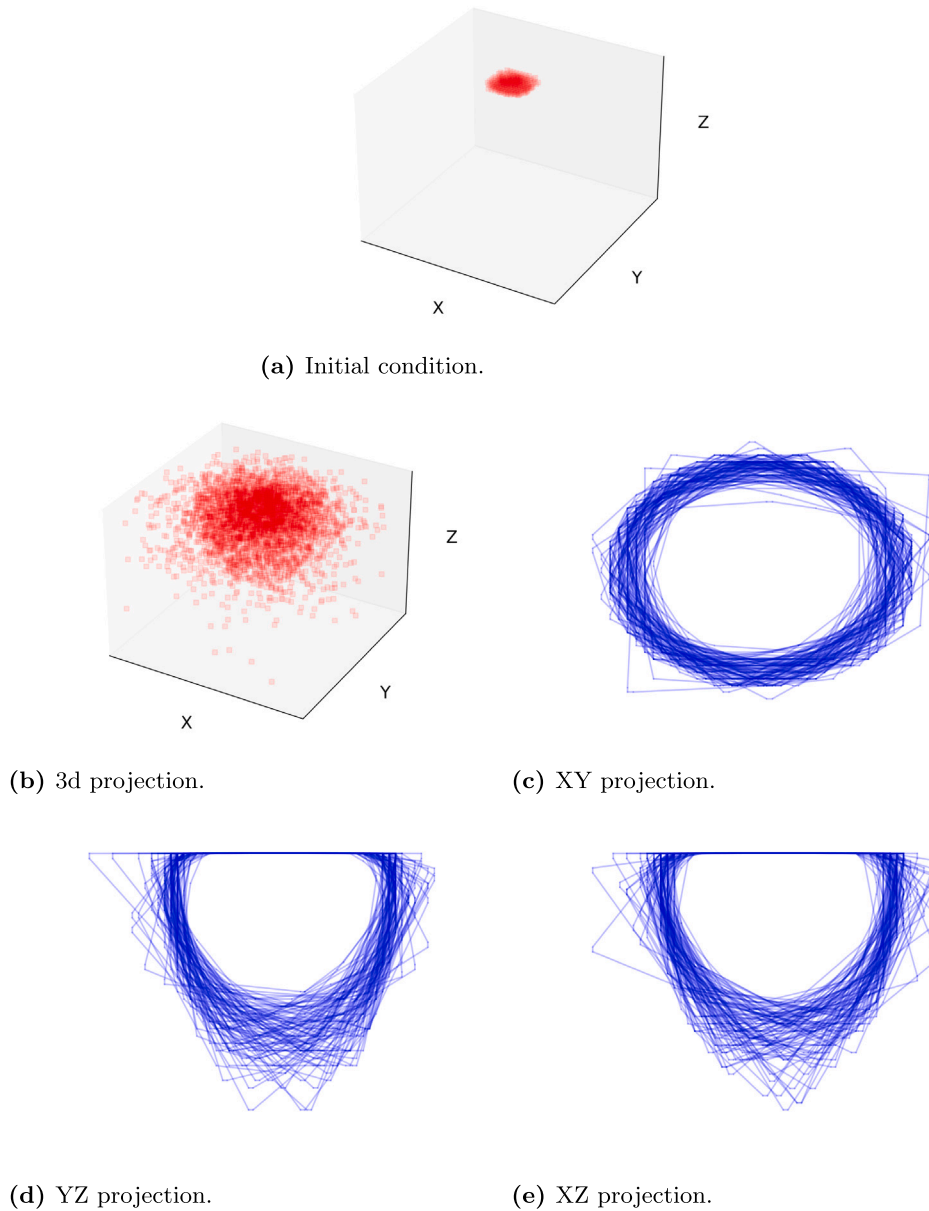 Z
Y
X
(a) Initial condition.
Z
Y
X
(b) 3d projection.
(c) XY projection.
(d) YZ projection.
(e) XZ projection.